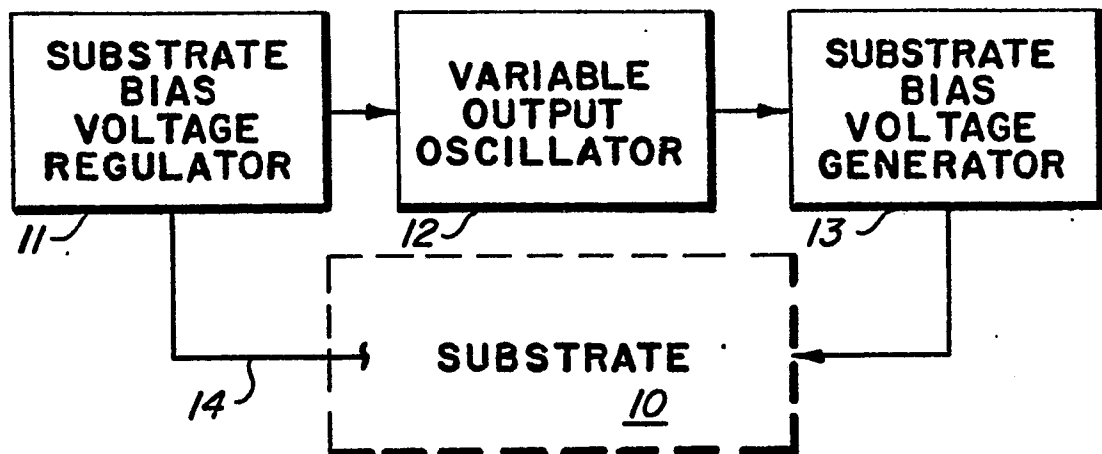 SUBSTRATE
BIAS
VOLTAGE
REGULATOR
VARIABLE
OUTPUT
OSCILLATOR
SUBSTRATE
BIAS
VOLTAGE
GENERATOR
11
12
13
SUBSTRATE
10
14